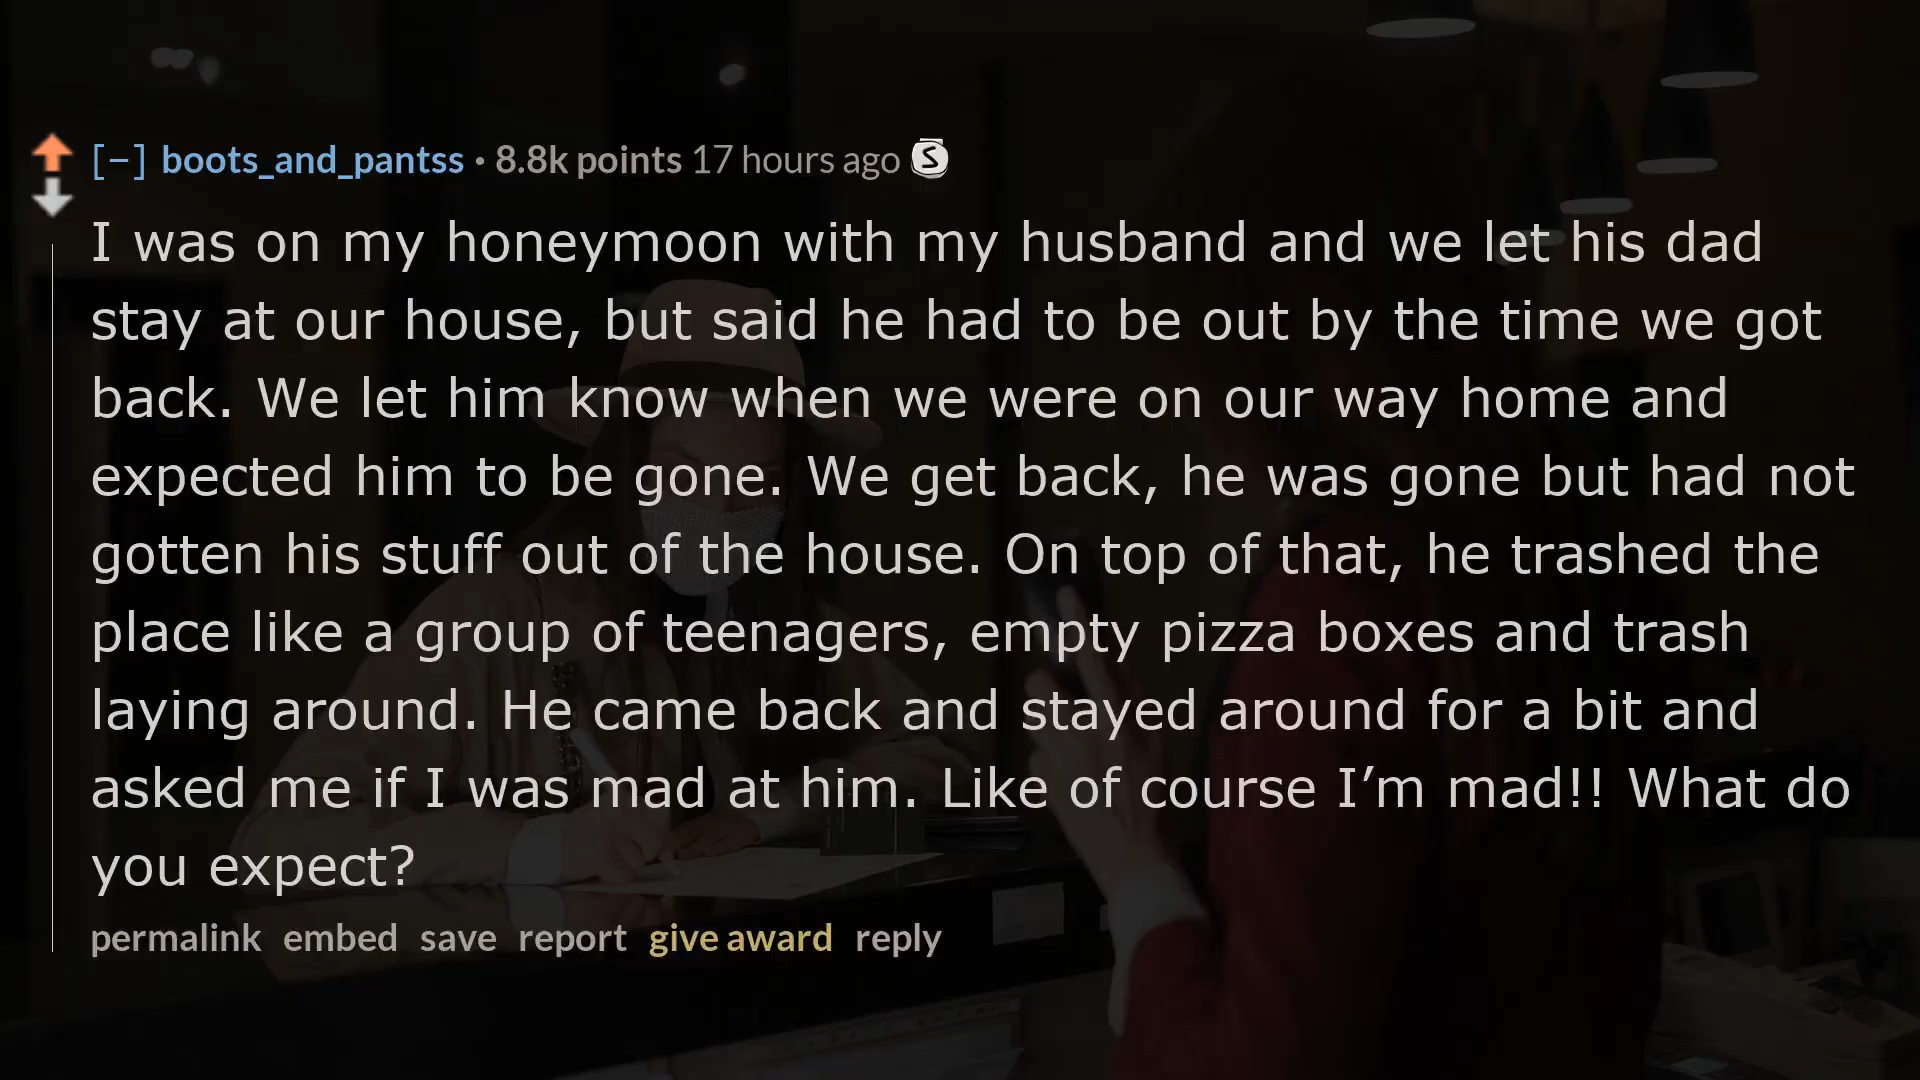 [−] boots_and_pantss • 8.8k points 17 hours ago S
I was on my honeymoon with my husband and we let his dad
stay at our house, but said he had to be out by the time we got
back. We let him know when we were on our way home and
expected him to be gone. We get back, he was gone but had not
gotten his stuff out of the house. On top of that, he trashed the
place like a group of teenagers, empty pizza boxes and trash
laying around. He came back and stayed around for a bit and
asked me if I was mad at him. Like of course I’m mad!! What do
you expect?
permalink embed save report give award reply